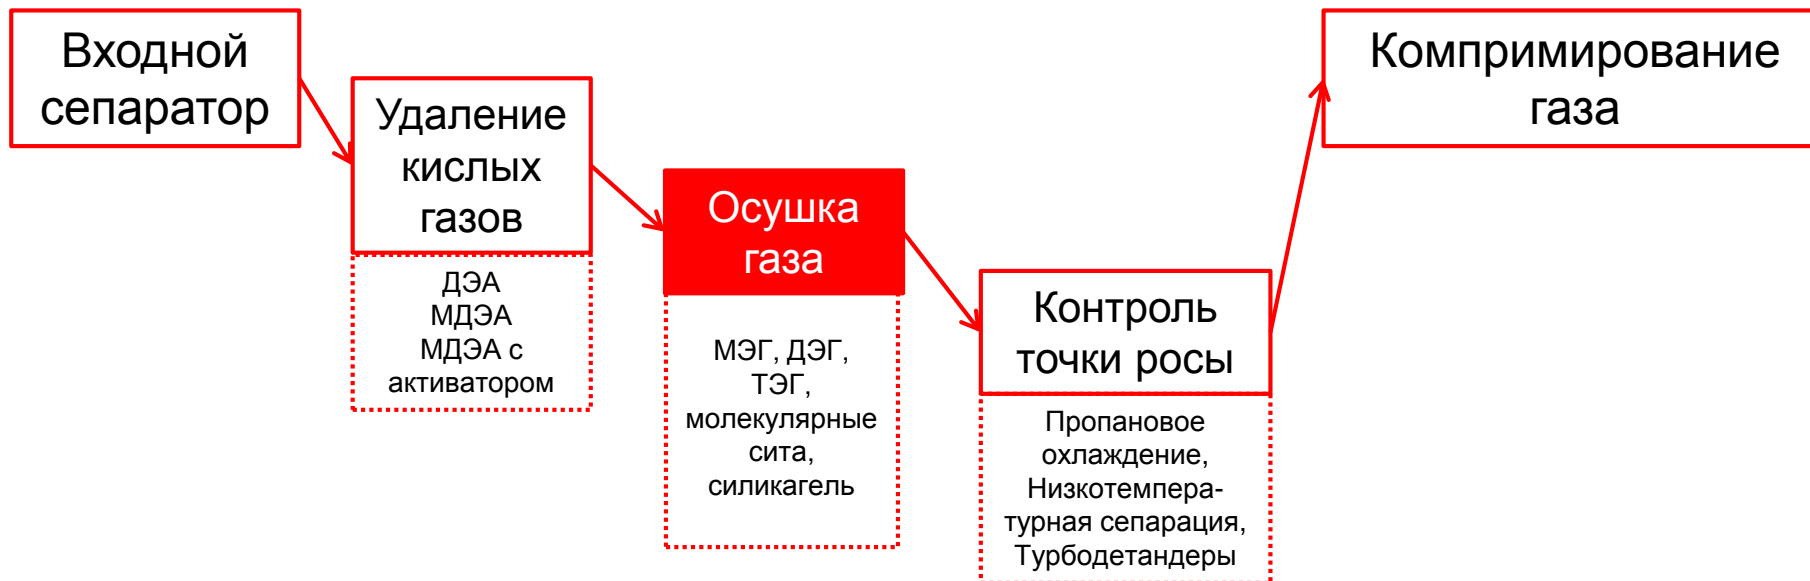 Входной
сепаратор
Удаление
кислых
газов
ДЭА
МДЭА
МДЭА с
активатором
Осушка
газа
МЭГ, ДЭГ,
ТЭГ,
молекулярные
сита,
силикагель
Контроль
точки росы
Пропановое
охлаждение,
Низкотемпера-
турная сепарация,
Турбодетандеры
Компримирование
газа